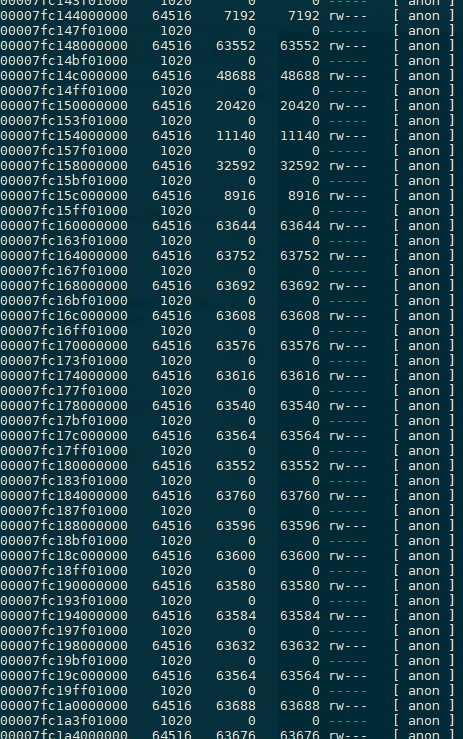 00007fc143f01000 1020 0 0 ----- [ anon ]
00007fc144000000 64516 7192 7192 rw--- [ anon ]
00007fc147f01000 1020 0 0 ----- [ anon ]
00007fc148000000 64516 63552 63552 rw--- [ anon ]
00007fc14bf01000 1020 0 0 ----- [ anon ]
00007fc14c000000 64516 48688 48688 rw--- [ anon ]
00007fc14ff01000 1020 0 0 ----- [ anon ]
00007fc150000000 64516 20420 20420 rw--- [ anon ]
00007fc153f01000 1020 0 0 ----- [ anon ]
00007fc154000000 64516 11140 11140 rw--- [ anon ]
00007fc157f01000 1020 0 0 ----- [ anon ]
00007fc158000000 64516 32592 32592 rw--- [ anon ]
00007fc15bf01000 1020 0 0 ----- [ anon ]
00007fc15c000000 64516 8916 8916 rw--- [ anon ]
00007fc15ff01000 1020 0 0 ----- [ anon ]
00007fc160000000 64516 63644 63644 rw--- [ anon ]
00007fc163f01000 1020 0 0 ----- [ anon ]
00007fc164000000 64516 63752 63752 rw--- [ anon ]
00007fc167f01000 1020 0 0 ----- [ anon ]
00007fc168000000 64516 63692 63692 rw--- [ anon ]
00007fc16bf01000 1020 0 0 ----- [ anon ]
00007fc16c000000 64516 63608 63608 rw--- [ anon ]
00007fc16ff01000 1020 0 0 ----- [ anon ]
00007fc170000000 64516 63576 63576 rw--- [ anon ]
00007fc173f01000 1020 0 0 ----- [ anon ]
00007fc174000000 64516 63616 63616 rw--- [ anon ]
00007fc177f01000 1020 0 0 ----- [ anon ]
00007fc178000000 64516 63540 63540 rw--- [ anon ]
00007fc17bf01000 1020 0 0 ----- [ anon ]
00007fc17c000000 64516 63564 63564 rw--- [ anon ]
00007fc17ff01000 1020 0 0 ----- [ anon ]
00007fc180000000 64516 63552 63552 rw--- [ anon ]
00007fc183f01000 1020 0 0 ----- [ anon ]
00007fc184000000 64516 63760 63760 rw--- [ anon ]
00007fc187f01000 1020 0 0 ----- [ anon ]
00007fc188000000 64516 63596 63596 rw--- [ anon ]
00007fc18bf01000 1020 0 0 ----- [ anon ]
00007fc18c000000 64516 63600 63600 rw--- [ anon ]
00007fc18ff01000 1020 0 0 ----- [ anon ]
00007fc190000000 64516 63580 63580 rw--- [ anon ]
00007fc193f01000 1020 0 0 ----- [ anon ]
00007fc194000000 64516 63584 63584 rw--- [ anon ]
00007fc197f01000 1020 0 0 ----- [ anon ]
00007fc198000000 64516 63632 63632 rw--- [ anon ]
00007fc19bf01000 1020 0 0 ----- [ anon ]
00007fc19c000000 64516 63564 63564 rw--- [ anon ]
00007fc19ff01000 1020 0 0 ----- [ anon ]
00007fc1a0000000 64516 63688 63688 rw--- [ anon ]
00007fc1a3f01000 1020 0 0 ----- [ anon ]
00007fc1a4000000 64516 63676 63676 rw--- [ anon ]